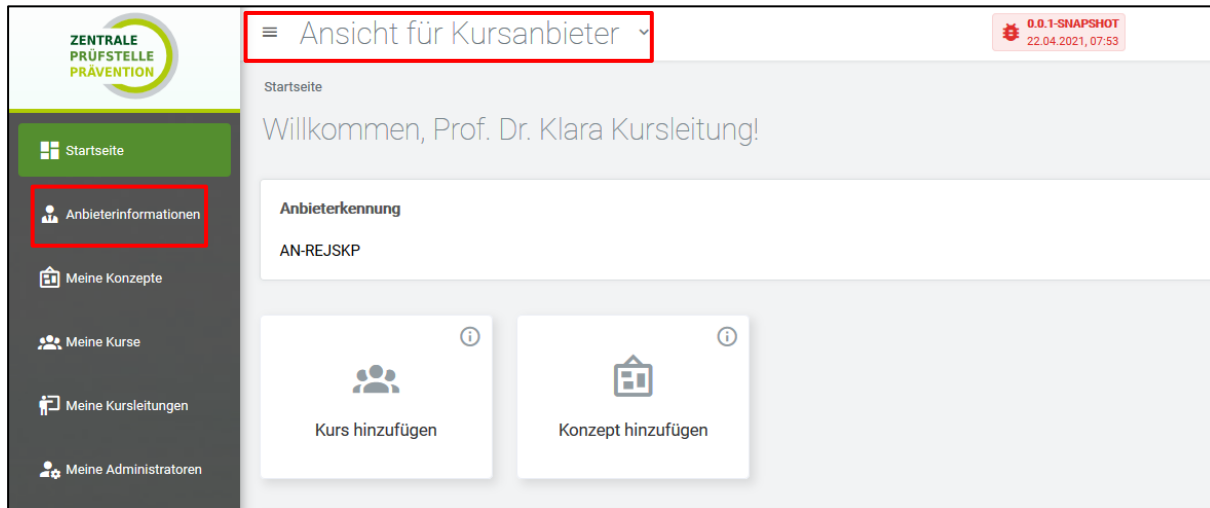 ZENTRALE
PRÜFSTELLE
PRÄVENTION
Ansicht für Kursanbieter
0.0.1-SNAPSHOT
22.04.2021, 07:53
Startseite
Willkommen, Prof. Dr. Klara Kursleitung!
Startseite
Anbieterinformationen
Meine Konzepte
Meine Kurse
Meine Kursleitungen
Meine Administratoren
Anbieterkennung
AN-REJSKP
Kurs hinzufügen
Konzept hinzufügen